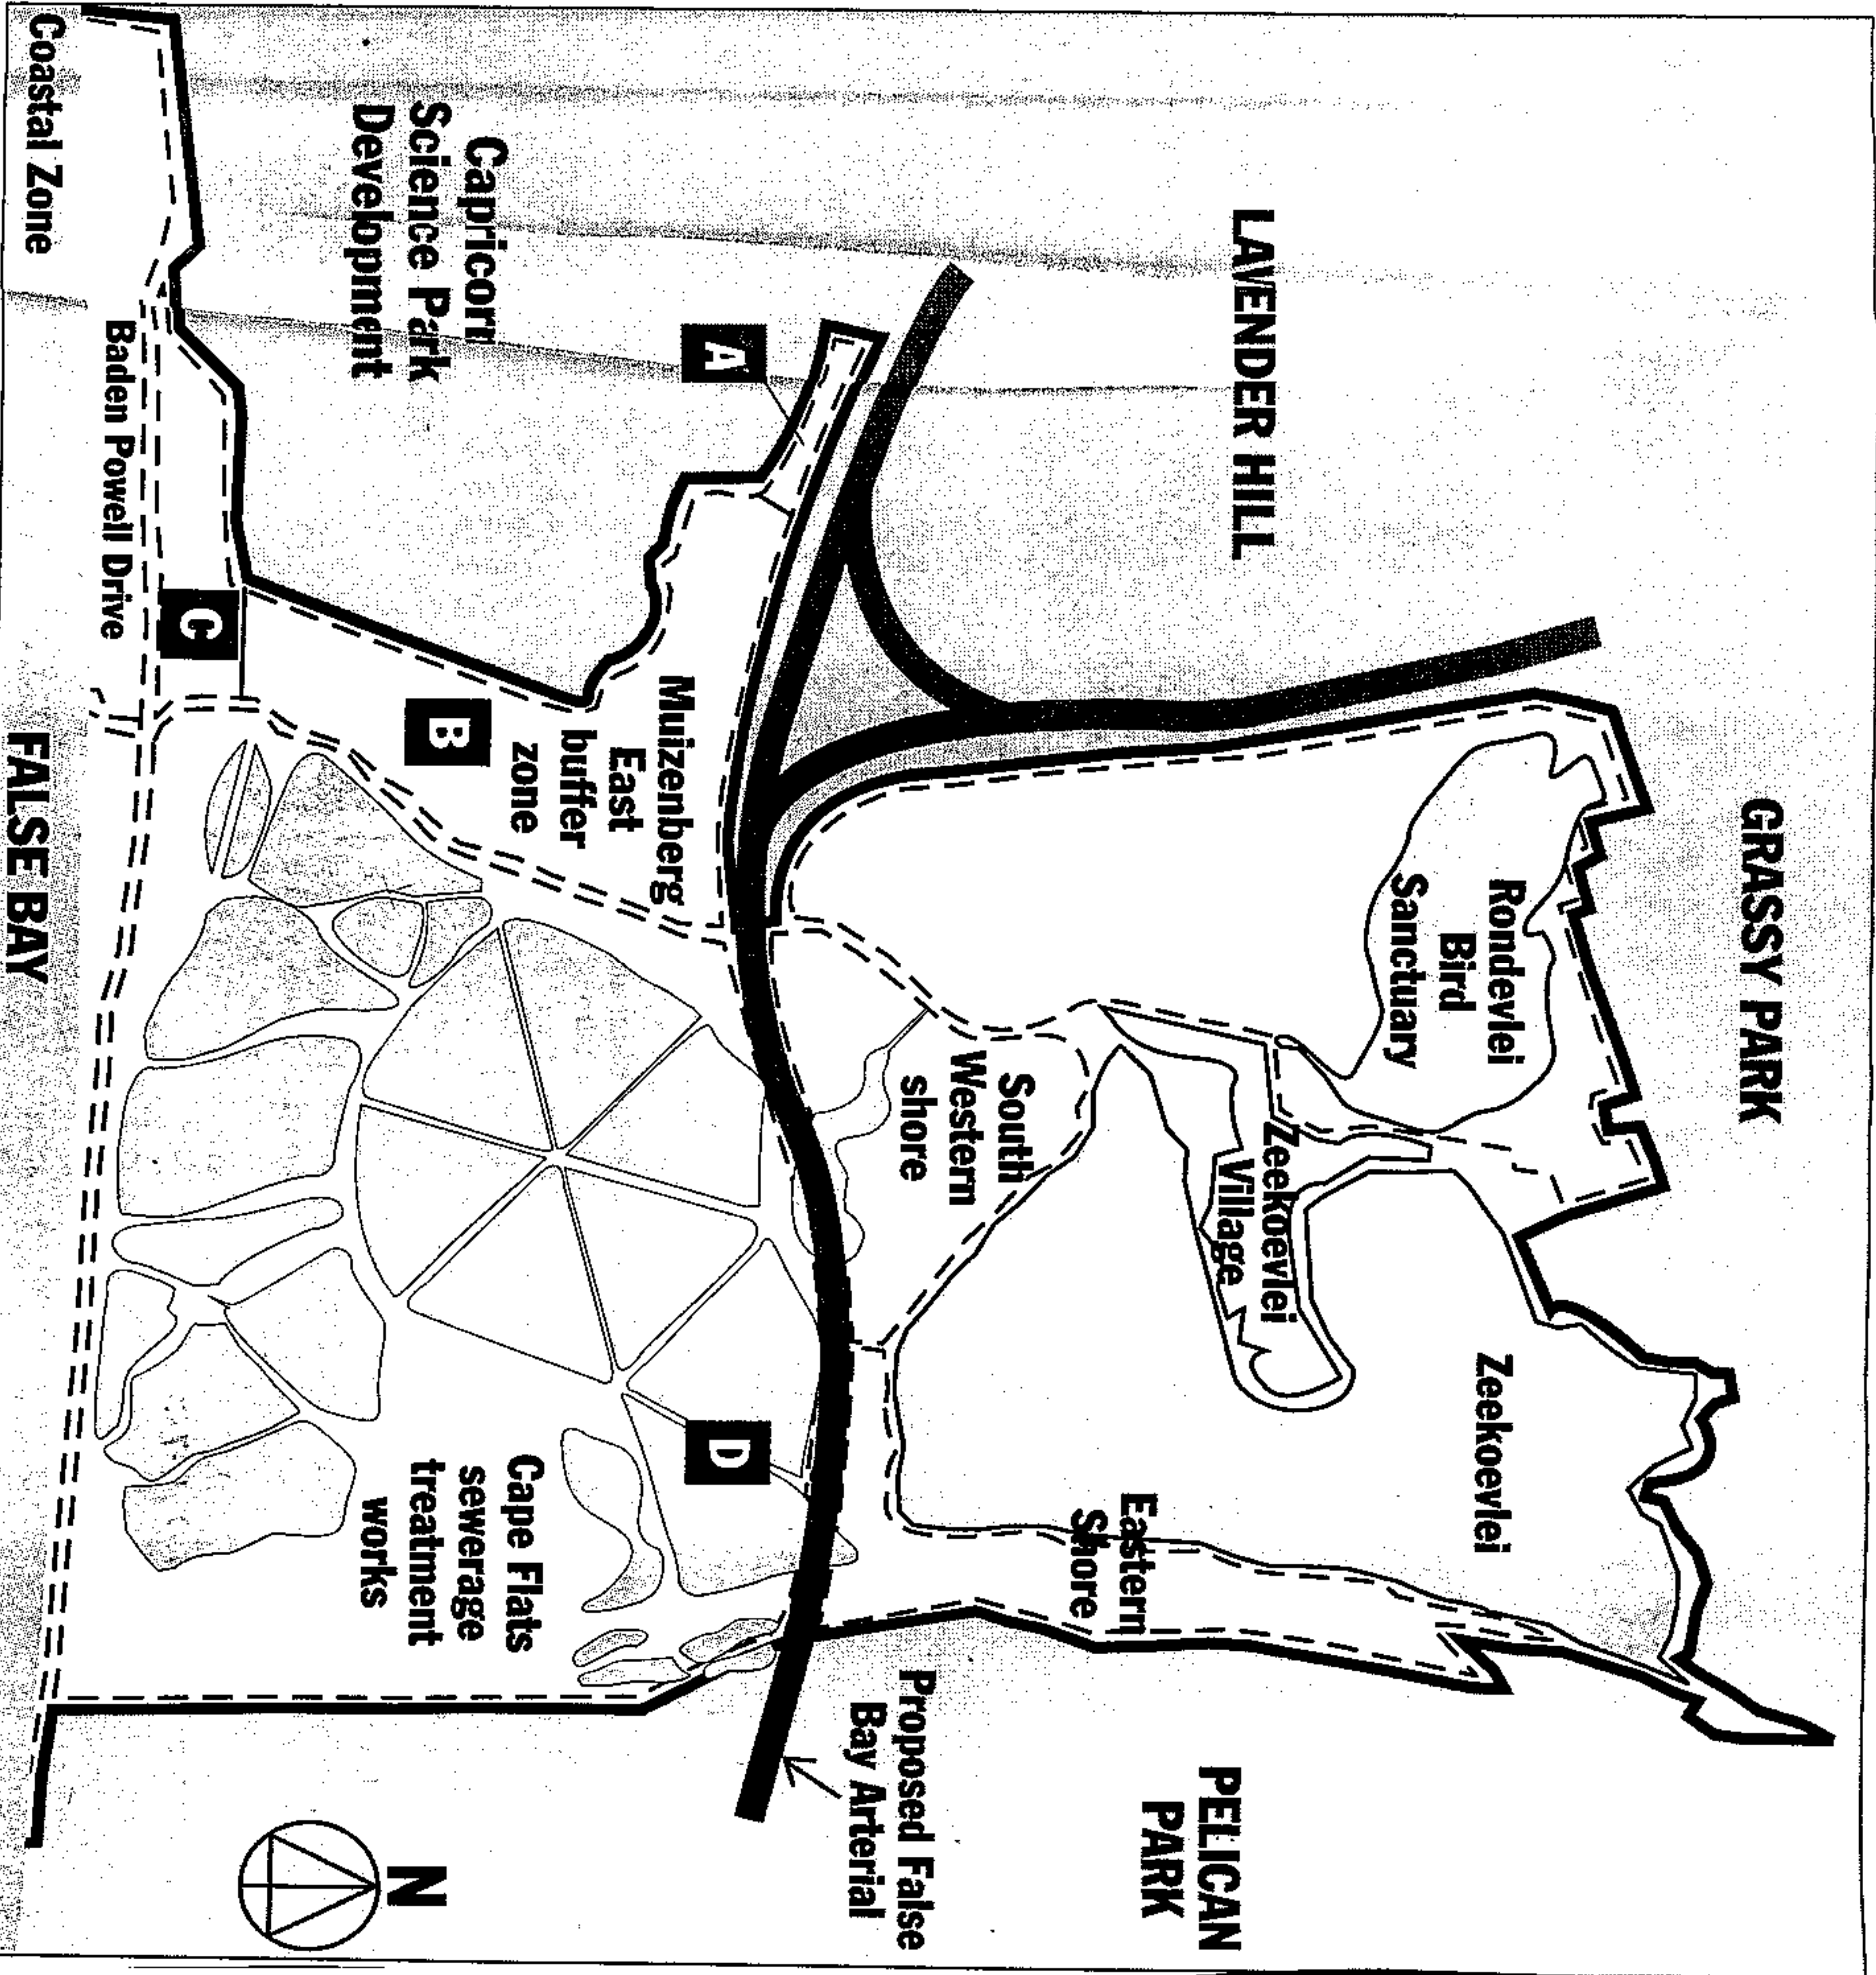 GRASSY PARK
LAVENDER HILL
Rondevlei
Bird
Sanctuary
Zeekoevlei
Zeekoevlei
Village
PELICAN
PARK
Eastern
Shore
South
Western
shore
Proposed False
Bay Arterial
A
Muizenberg
East
buffer
zone
D
Capricorn
Science Park
Development
B
Cape Flats
sewerage
treatment
works
N
C
Baden Powell Drive
Coastal Zone
FALSE BAY